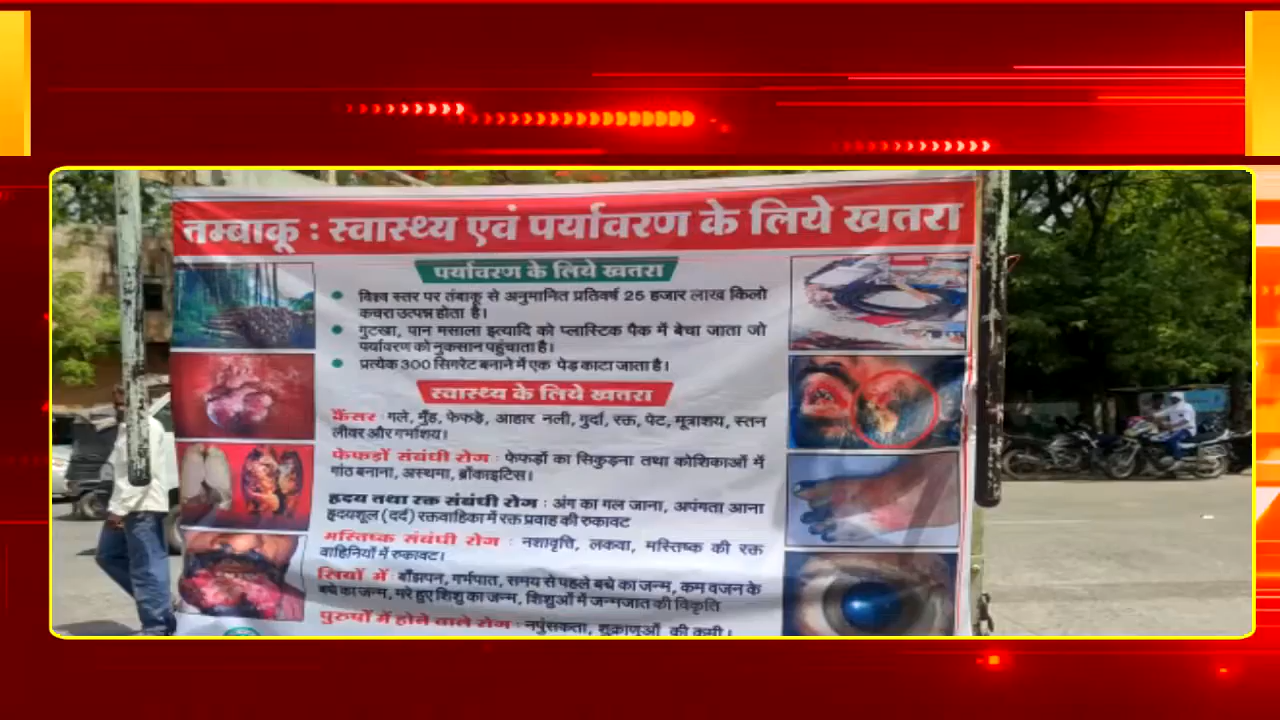 तम्बाकू : स्वास्थ्य एवं पर्यावरण के लिये खतरा
पर्यावरण के लिये खतरा
विश्व स्तर पर तंबाकू से अनुमानित प्रतिवर्ष 25 हजार लाख किलो
कचरा उत्पन्न होता है।
गुटखा, पान मसाला इत्यादि को प्लास्टिक पैक में बेचा जाता जो
पर्यावरण को नुकसान पहुंचाता है।
प्रत्येक 300 सिगरेट बनाने में एक पेड़ काटा जाता है।
स्वास्थ्य के लिये खतरा
कैंसर : गले, मुँह, फेफड़े, आहार नली, गुर्दा, रक्त, पेट, मूत्राशय, स्तन
लीवर और गर्भाशय।
फेफड़ों संबंधी रोग : फेफड़ों का सिकुड़ना तथा कोशिकाओं में
गांठ बनाना, अस्थमा, ब्रोंकाइटिस।
हृदय तथा रक्त संबंधी रोग : अंग का गल जाना, अपंगता आना
हृदयशूल (दर्द) रक्तवाहिका में रक्त प्रवाह की रुकावट
मस्तिष्क संबंधी रोग : नशावृत्ति, लकवा, मस्तिष्क की रक्त
वाहिनियों में रुकावट।
स्त्रियों में : बाँझपन, गर्भपात, समय से पहले बच्चे का जन्म, कम वजन के
बच्चे का जन्म, मरे हुए शिशु का जन्म, शिशुओं में जन्मजात की विकृति
पुरुषों में होने वाले रोग : नपुंसकता, शुक्राणुओं की कमी।